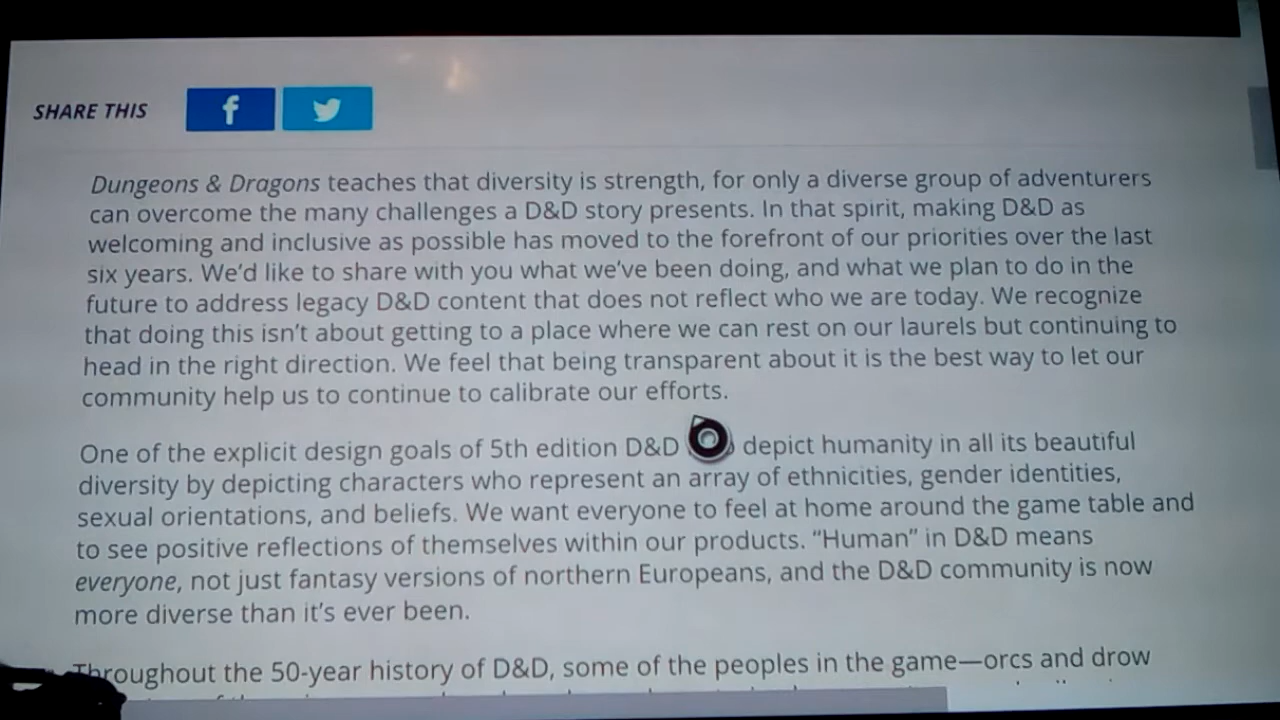 SHARE THIS
Dungeons & Dragons teaches that diversity is strength, for only a diverse group of adventurers
can overcome the many challenges a D&D story presents. In that spirit, making D&D as
welcoming and inclusive as possible has moved to the forefront of our priorities over the last
six years. We’d like to share with you what we’ve been doing, and what we plan to do in the
future to address legacy D&D content that does not reflect who we are today. We recognize
that doing this isn’t about getting to a place where we can rest on our laurels but continuing to
head in the right direction. We feel that being transparent about it is the best way to let our
community help us to continue to calibrate our efforts.
One of the explicit design goals of 5th edition D&D depict humanity in all its beautiful
diversity by depicting characters who represent an array of ethnicities, gender identities,
sexual orientations, and beliefs. We want everyone to feel at home around the game table and
to see positive reflections of themselves within our products. “Human” in D&D means
everyone, not just fantasy versions of northern Europeans, and the D&D community is now
more diverse than it’s ever been.
Throughout the 50-year history of D&D, some of the peoples in the game—orcs and drow